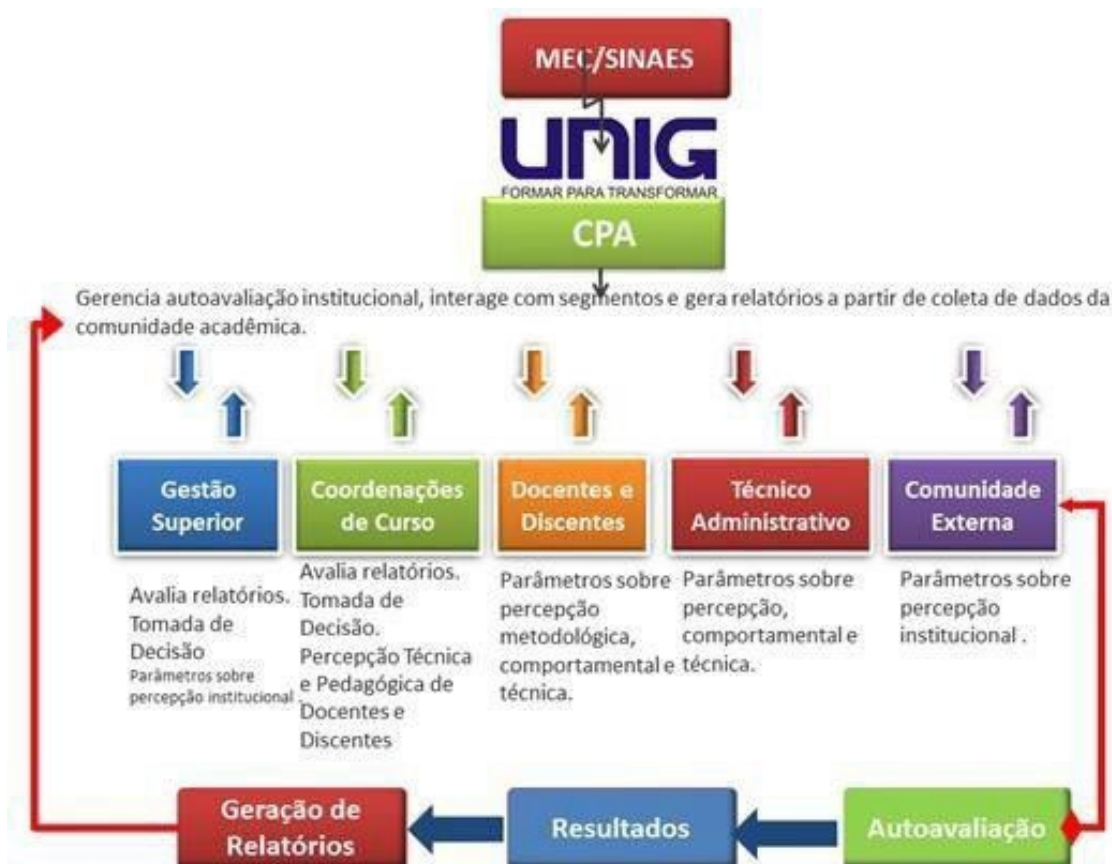 MEC/SINAES
UNIG
FORMAR PARA TRANSFORMAR
CPA
Gerencia autoavaliação institucional, interage com segmentos e gera relatórios a partir de coleta de dados da
comunidade acadêmica.
Gestão
Superior
Coordenações
de Curso
Docentes e
Discentes
Técnico
Administrativo
Comunidade
Externa
Avalia relatórios.
Tomada de
Decisão
Parâmetros sobre
percepção institucional .
Avalia relatórios.
Tomada de
Decisão.
Percepção Técnica
e Pedagógica de
Docentes e
Discentes
Parâmetros sobre
percepção
metodológica,
comportamental e
técnica.
Parâmetros sobre
percepção,
comportamental e
técnica.
Parâmetros sobre
percepção
institucional .
Geração de
Relatórios
Resultados
Autoavaliação